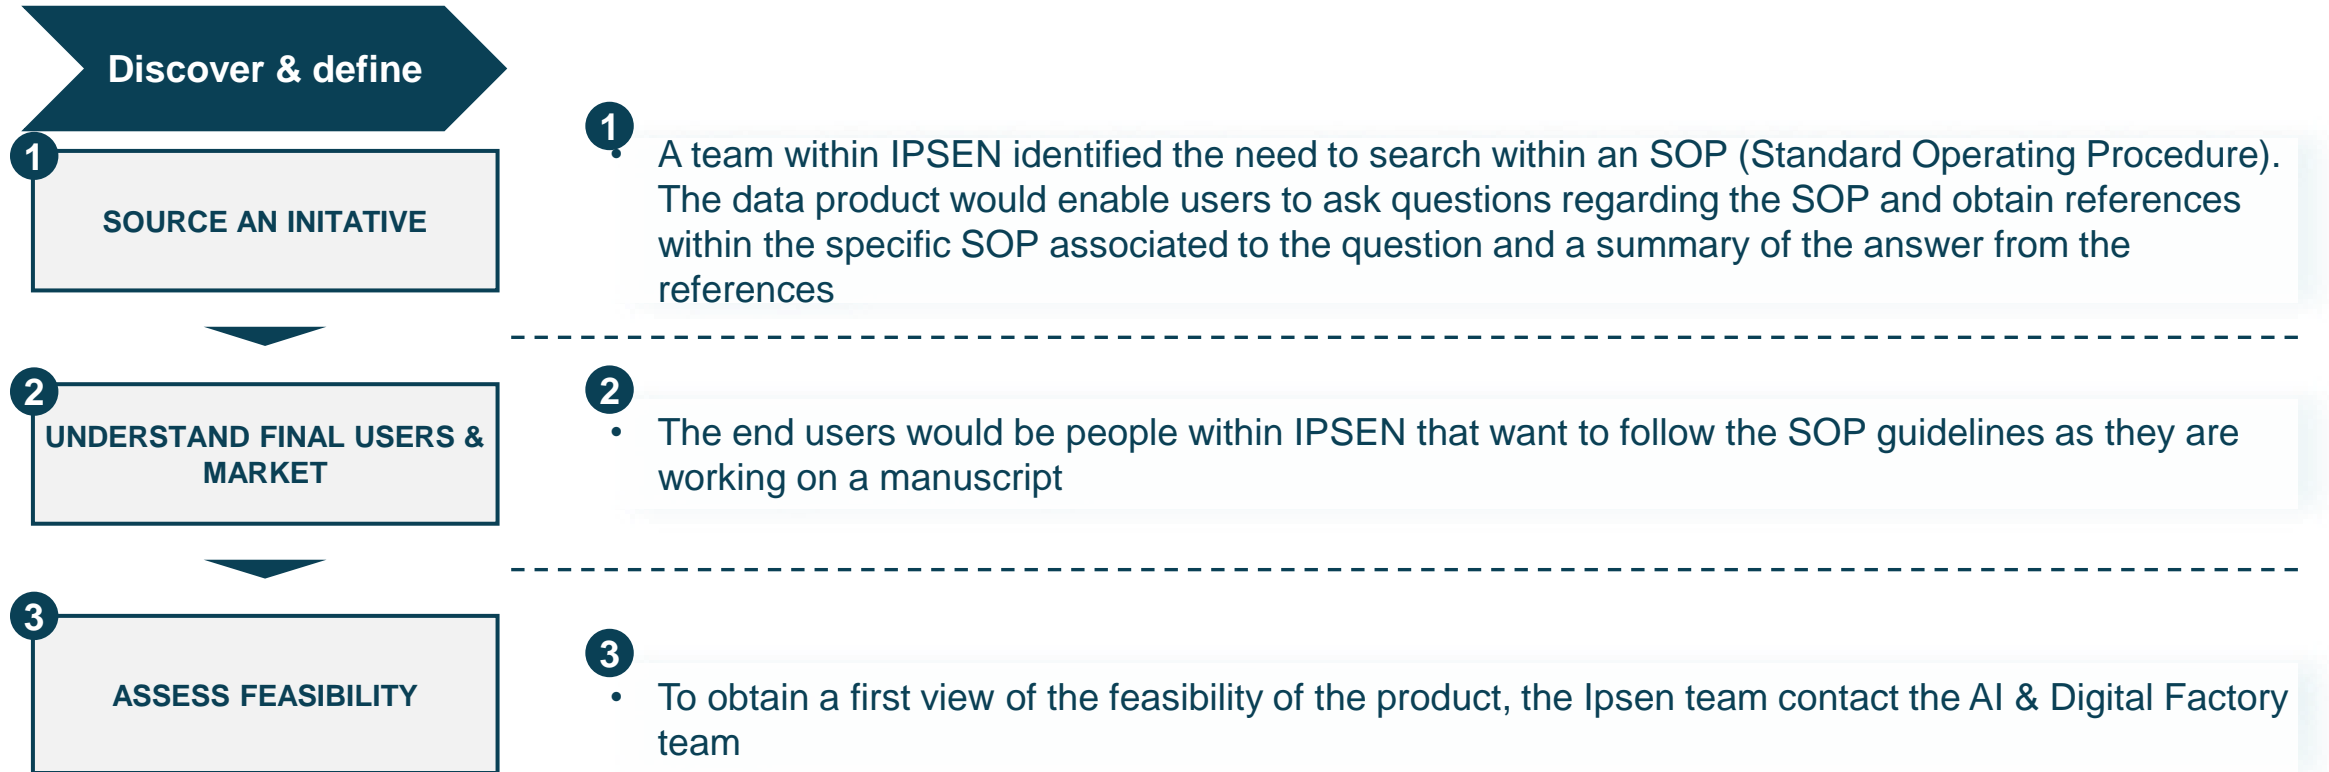 Discover & define
1
SOURCE AN INITATIVE
1
• A team within IPSEN identified the need to search within an SOP (Standard Operating Procedure).
The data product would enable users to ask questions regarding the SOP and obtain references
within the specific SOP associated to the question and a summary of the answer from the
references
2
UNDERSTAND FINAL USERS &
MARKET
2
• The end users would be people within IPSEN that want to follow the SOP guidelines as they are
working on a manuscript
3
ASSESS FEASIBILITY
3
• To obtain a first view of the feasibility of the product, the Ipsen team contact the AI & Digital Factory
team